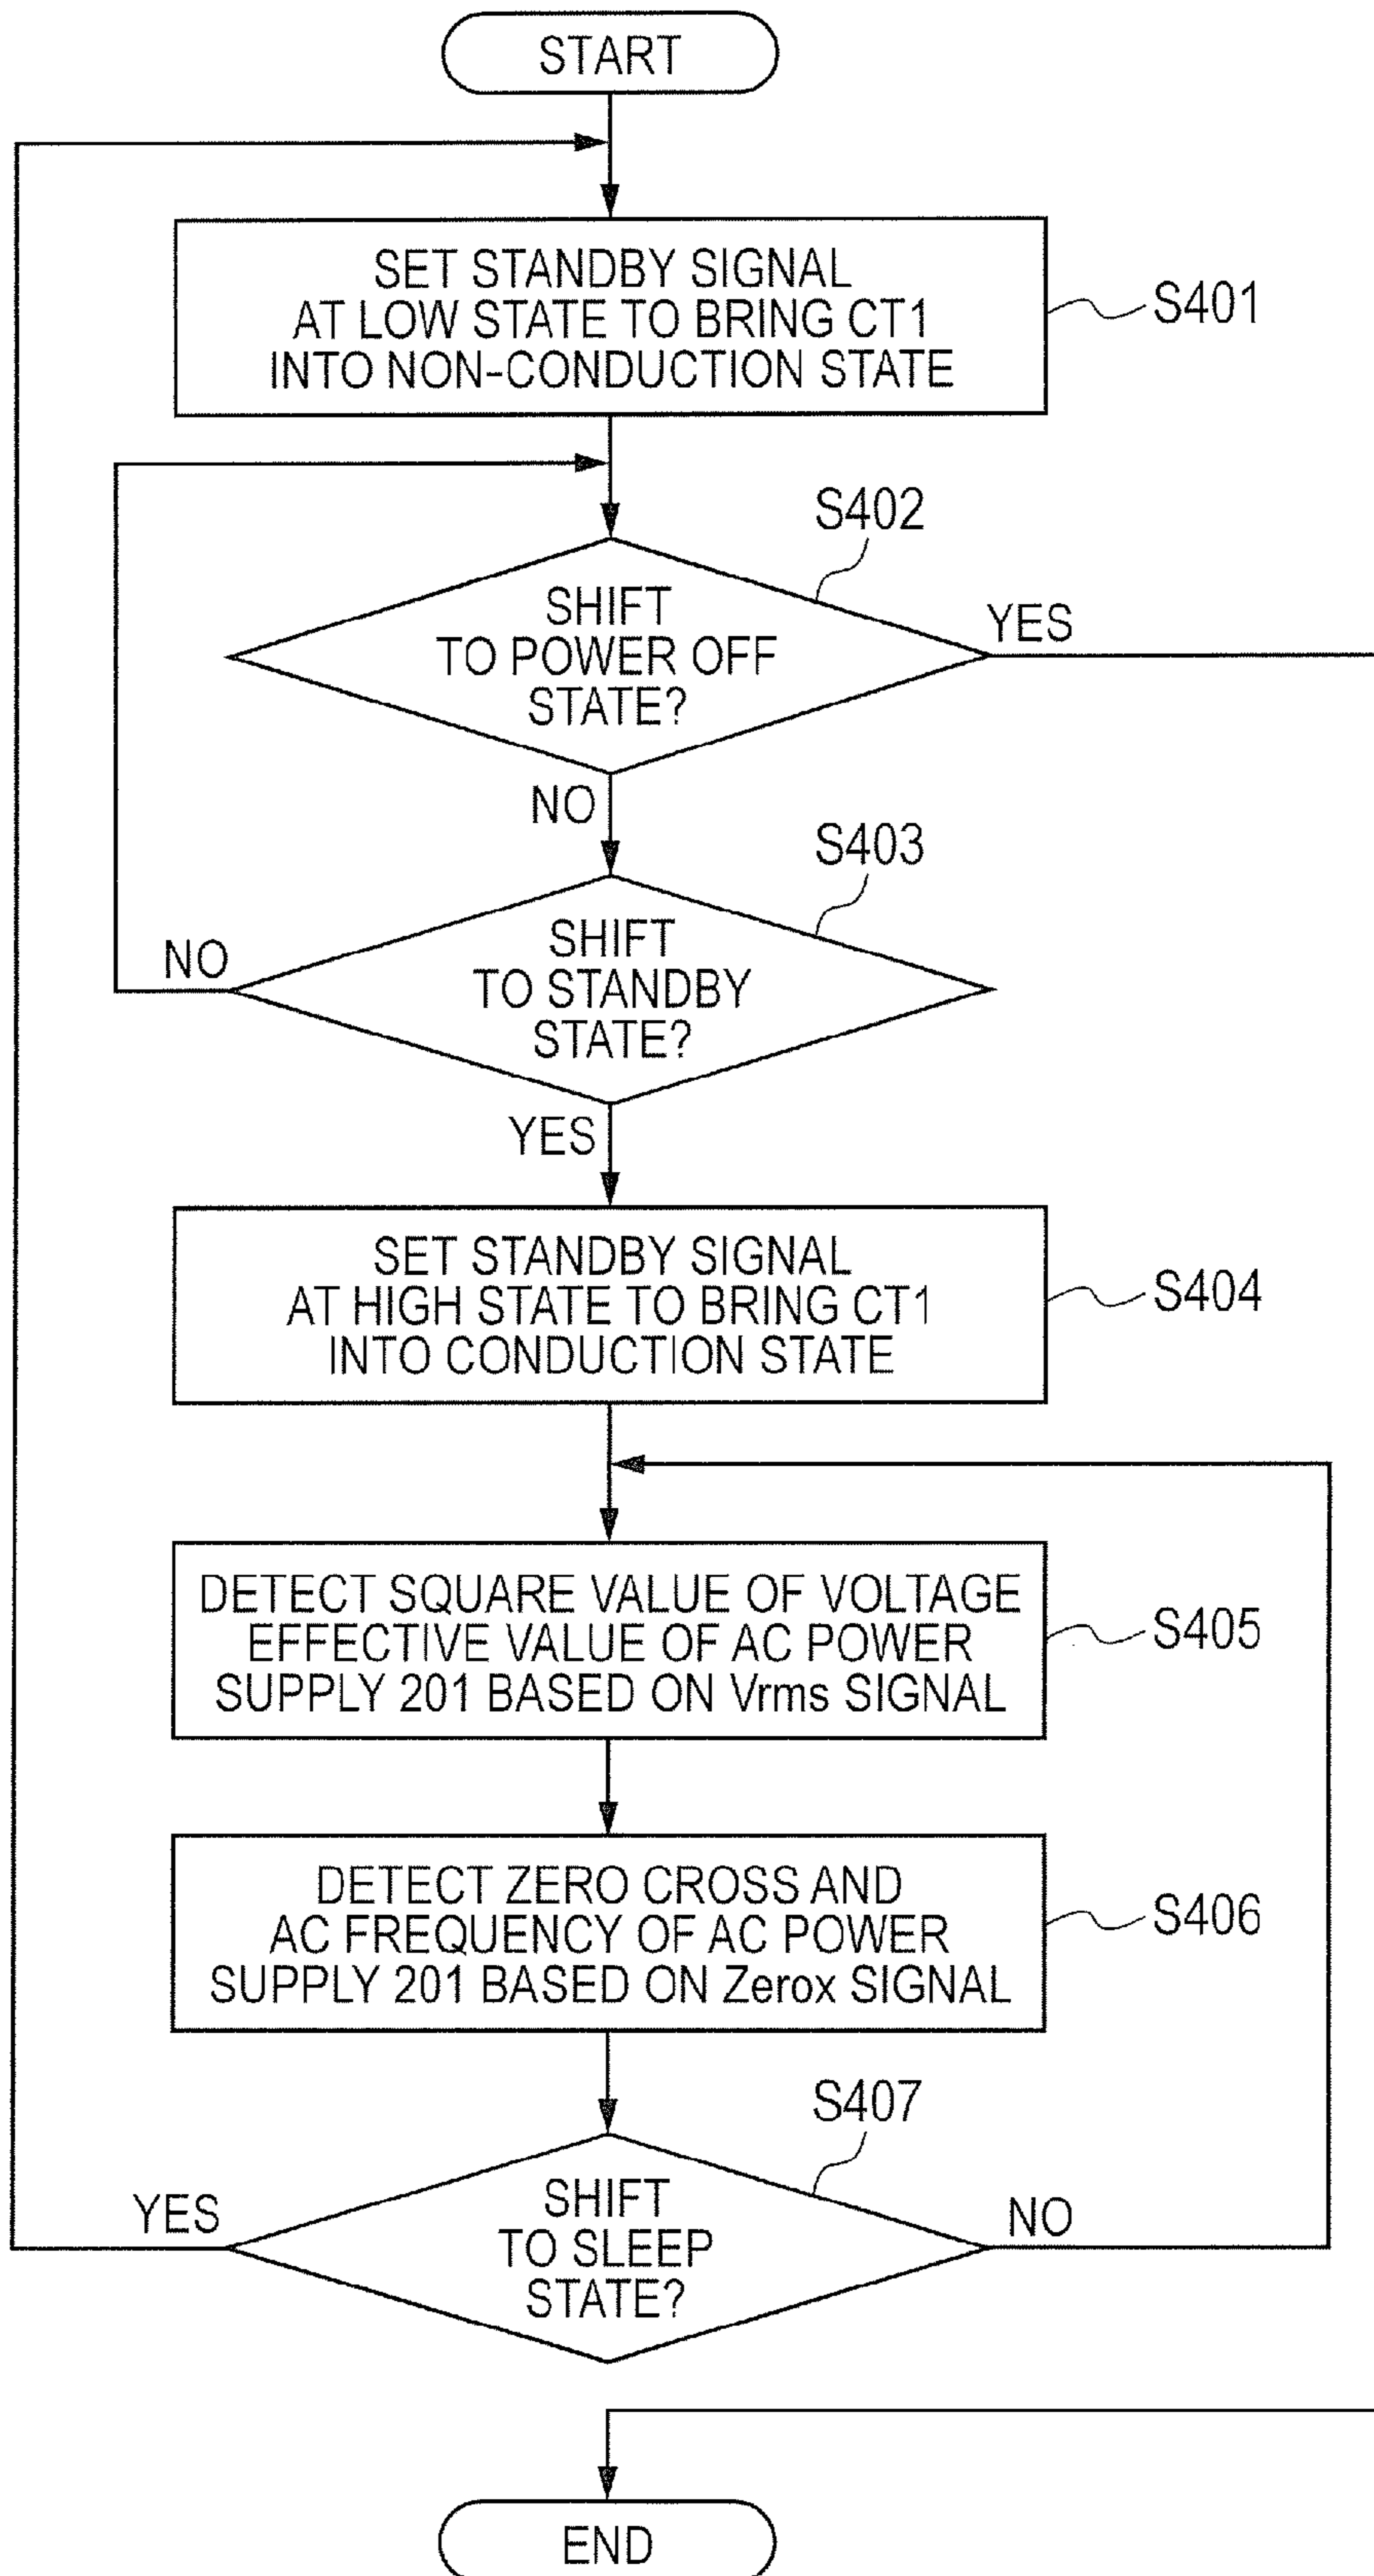 START
SET STANDBY SIGNAL
AT LOW STATE TO BRING CT1
INTO NON-CONDUCTION STATE
S401
S402
SHIFT
TO POWER OFF
STATE?
YES
NO
S403
SHIFT
TO STANDBY
STATE?
NO
YES
SET STANDBY SIGNAL
AT HIGH STATE TO BRING CT1
INTO CONDUCTION STATE
S404
DETECT SQUARE VALUE OF VOLTAGE
EFFECTIVE VALUE OF AC POWER
SUPPLY 201 BASED ON Vrms SIGNAL
S405
DETECT ZERO CROSS AND
AC FREQUENCY OF AC POWER
SUPPLY 201 BASED ON Zerox SIGNAL
S406
S407
YES
SHIFT
TO SLEEP
STATE?
NO
END